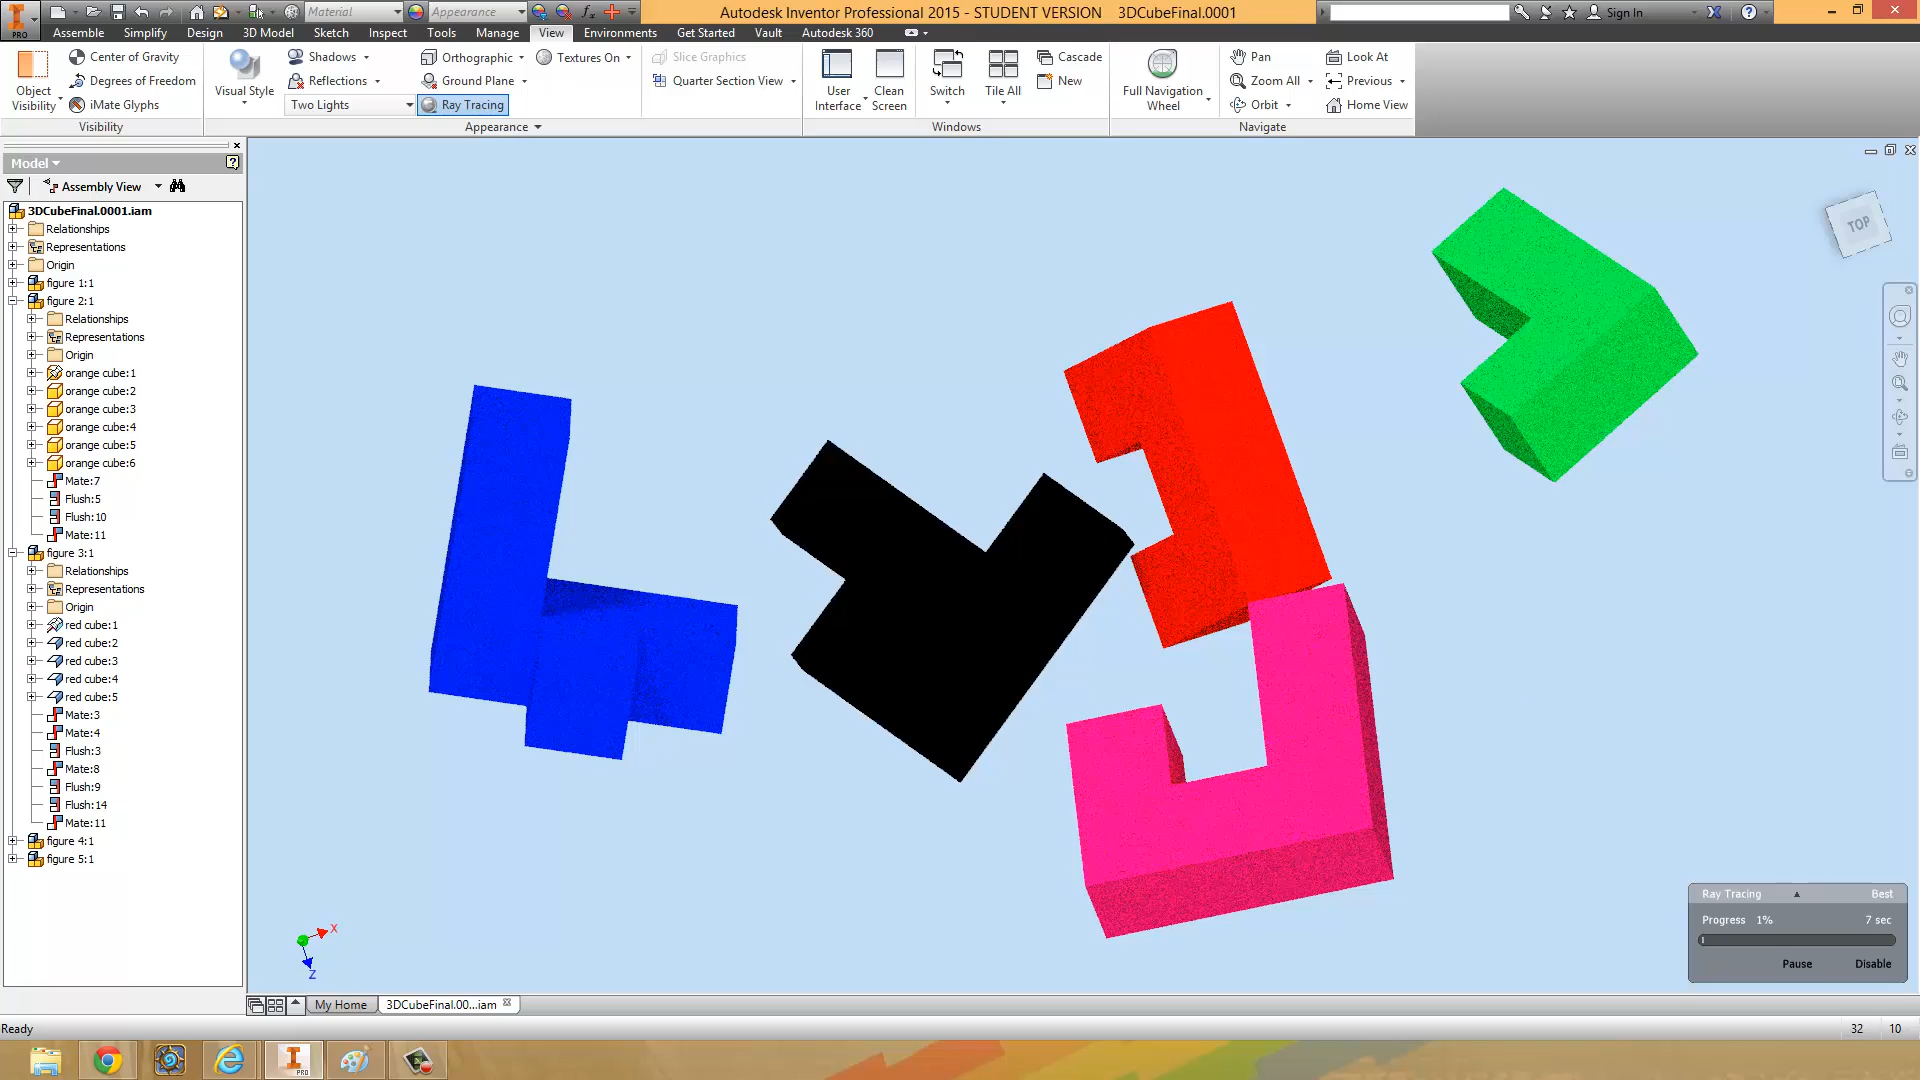 Material
Appearance
Autodesk Inventor Professional 2015 - STUDENT VERSION 3DCubeFinal.0001
Sign In
PRO
Assemble Simplify Design 3D Model Sketch Inspect Tools Manage View Environments Get Started Vault Autodesk 360
Object Visibility
Center of Gravity
Degrees of Freedom
iMate Glyphs
Visibility
Visual Style
Shadows
Reflections
Two Lights
Orthographic
Ground Plane
Ray Tracing
Textures On
Appearance
Slice Graphics
Quarter Section View
User Interface
Clean Screen
Switch
Tile All
Cascade
New
Windows
Full Navigation Wheel
Pan
Zoom All
Orbit
Look At
Previous
Home View
Navigate
Model
Assembly View
3DCubeFinal.0001.iam
Relationships
Representations
Origin
figure 1:1
figure 2:1
Relationships
Representations
Origin
orange cube:1
orange cube:2
orange cube:3
orange cube:4
orange cube:5
orange cube:6
Mate:7
Flush:5
Flush:10
Mate:11
figure 3:1
Relationships
Representations
Origin
red cube:1
red cube:2
red cube:3
red cube:4
red cube:5
Mate:3
Mate:4
Flush:3
Mate:8
Flush:9
Flush:14
Mate:11
figure 4:1
figure 5:1
TOP
X
Z
Ray Tracing Best
Progress 1% 7 sec
Pause Disable
My Home
3DCubeFinal.00...iam
Ready
32 10
PRO